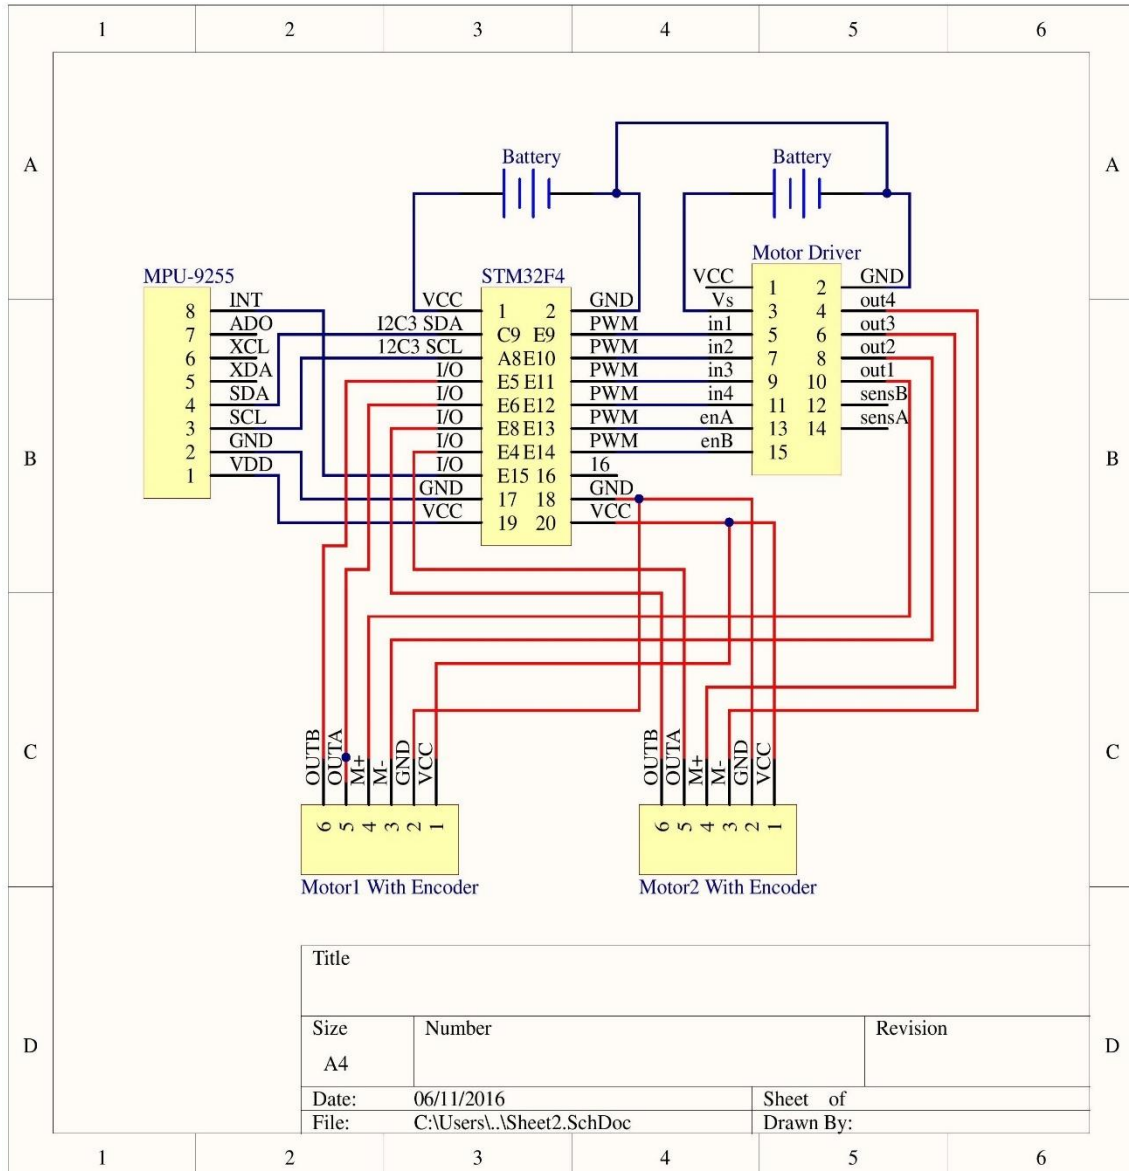 1 2 3 4 5 6
A A
Battery Battery
Motor Driver
MPU-9255 STM32F4
VCC 1 2 GND
8 INT VCC 1 2 GND Vs 3 4 out4
7 ADO I2C3 SDA C9 E9 PWM in1 5 6 out3
6 XCL I2C3 SCL A8 E10 PWM in2 7 8 out2
5 XDA I/O E5 E11 PWM in3 9 10 out1
4 SDA I/O E6 E12 PWM in4 11 12 sensB
3 SCL I/O E8 E13 PWM enA 13 14 sensA
2 GND I/O E4 E14 PWM enB 15
B B
1 VDD I/O E15 16 16
GND 17 18 GND
VCC 19 20 VCC
C C
OUTB OUTA M+ M- GND VCC
6 5 4 3 2 1
Motor1 With Encoder
OUTB OUTA M+ M- GND VCC
6 5 4 3 2 1
Motor2 With Encoder
D D
Title
Size Number Revision
A4
Date: 06/11/2016 Sheet of
File: C:\Users\..\Sheet2.SchDoc Drawn By:
1 2 3 4 5 6